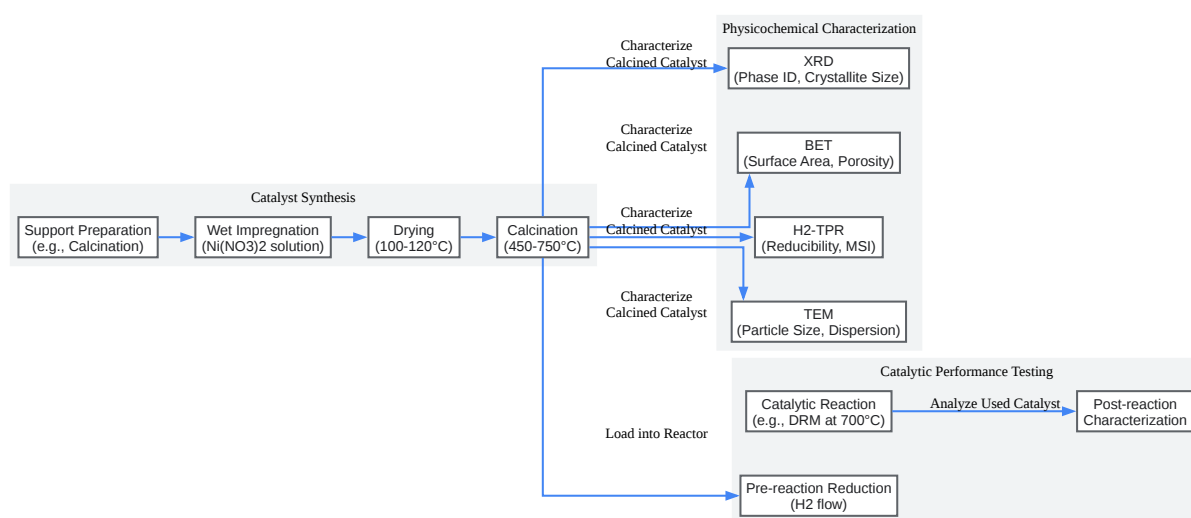 Physicochemical Characterization
Characterize
Calcined Catalyst
XRD
(Phase ID, Crystallite Size)
Characterize
Calcined Catalyst
BET
(Surface Area, Porosity)
Catalyst Synthesis
Support Preparation
(e.g., Calcination)
Wet Impregnation
(Ni(NO3)2 solution)
Drying
(100-120°C)
Calcination
(450-750°C)
Characterize
Calcined Catalyst
H2-TPR
(Reducibility, MSI)
Characterize
Calcined Catalyst
TEM
(Particle Size, Dispersion)
Catalytic Performance Testing
Catalytic Reaction
(e.g., DRM at 700°C)
Analyze Used Catalyst
Post-reaction
Characterization
Load into Reactor
Pre-reaction Reduction
(H2 flow)